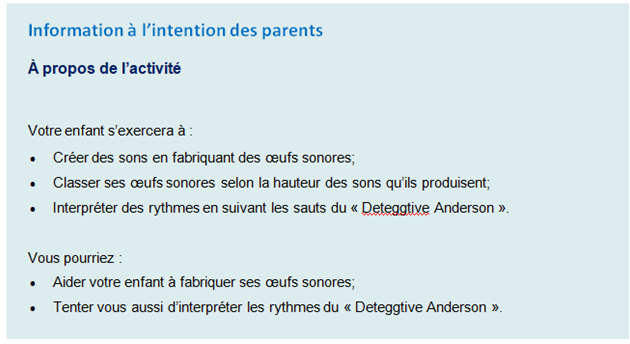 Information à l'intention des parents
À propos de l'activité
Votre enfant s'exercera à :
• Créer des sons en fabriquant des œufs sonores;
• Classer ses œufs sonores selon la hauteur des sons qu'ils produisent;
• Interpréter des rythmes en suivant les sauts du « Deteggtive Anderson ».
Vous pourriez :
• Aider votre enfant à fabriquer ses œufs sonores;
• Tenter vous aussi d'interpréter les rythmes du « Deteggtive Anderson ».